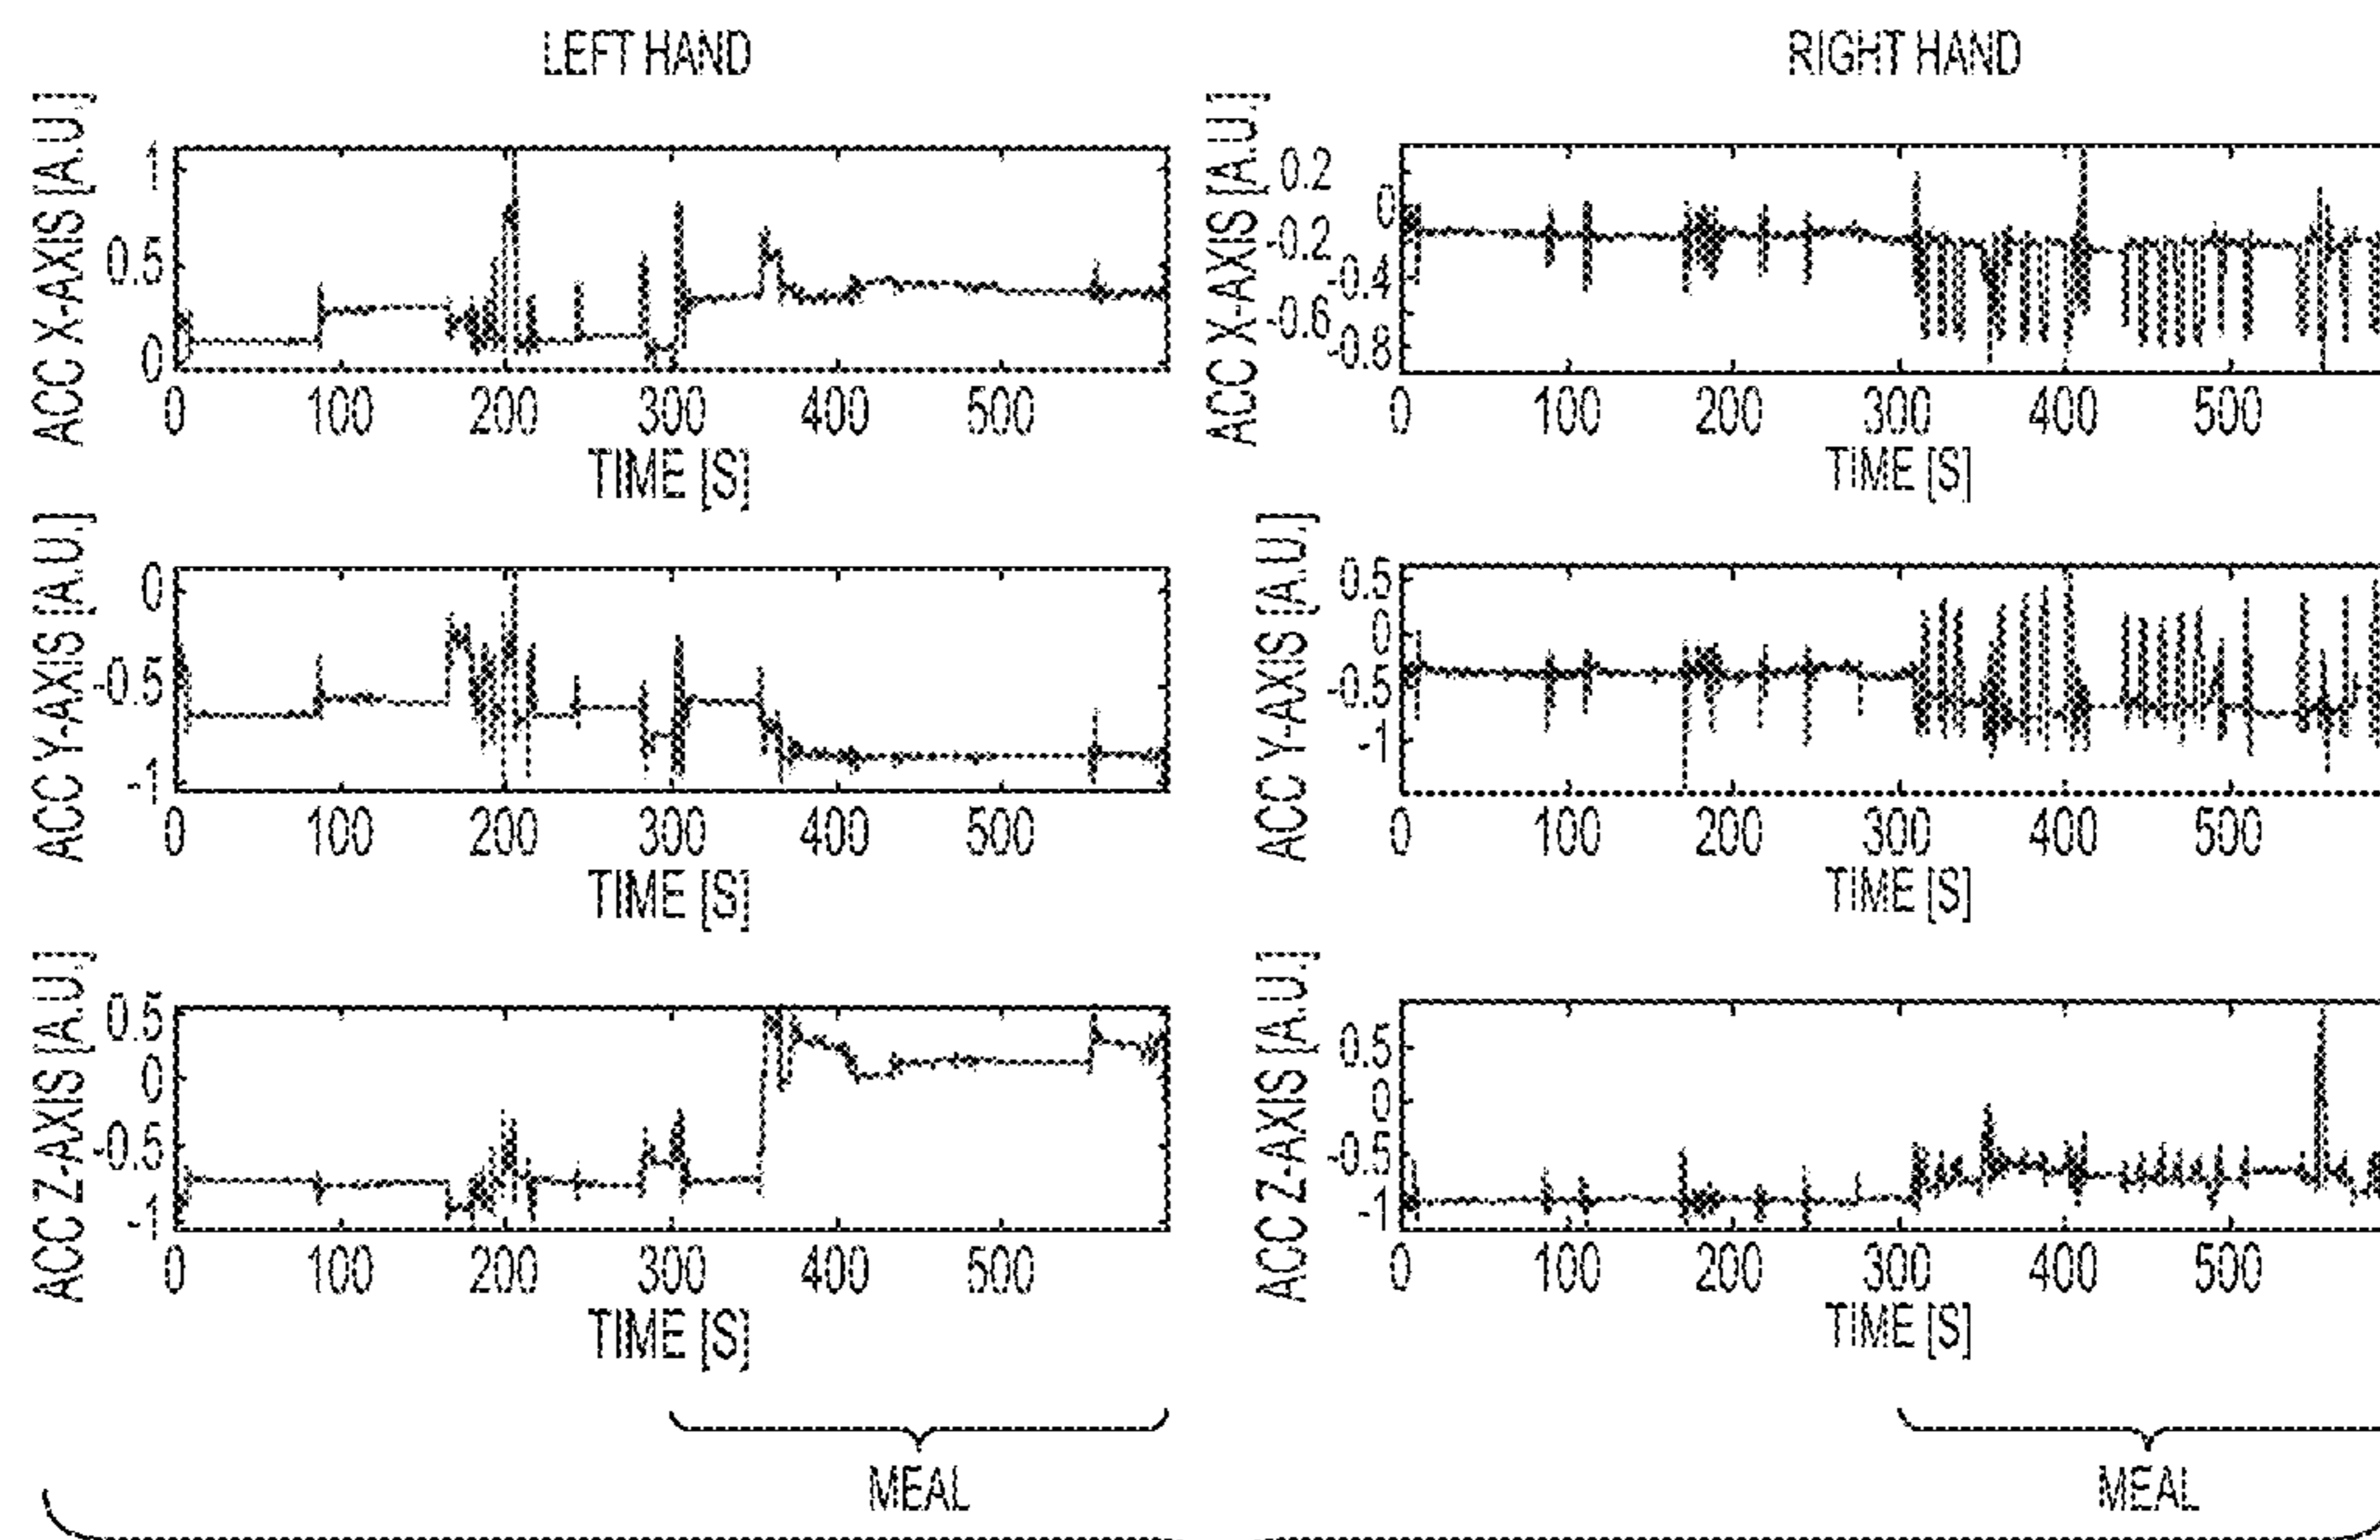 LEFT HAND
ACC X-AXIS [A.U.]
1
0.5
0
0 100 200 300 400 500
TIME [S]
ACC Y-AXIS [A.U.]
0
-0.5
-1
0 100 200 300 400 500
TIME [S]
ACC Z-AXIS [A.U.]
0.5
0
-0.5
-1
0 100 200 300 400 500
TIME [S]
MEAL
RIGHT HAND
ACC X-AXIS [A.U.]
0.2
0
-0.2
-0.4
-0.6
-0.8
0 100 200 300 400 500
TIME [S]
ACC Y-AXIS [A.U.]
0.5
0
-0.5
-1
0 100 200 300 400 500
TIME [S]
ACC Z-AXIS [A.U.]
0.5
0
-0.5
-1
0 100 200 300 400 500
TIME [S]
MEAL